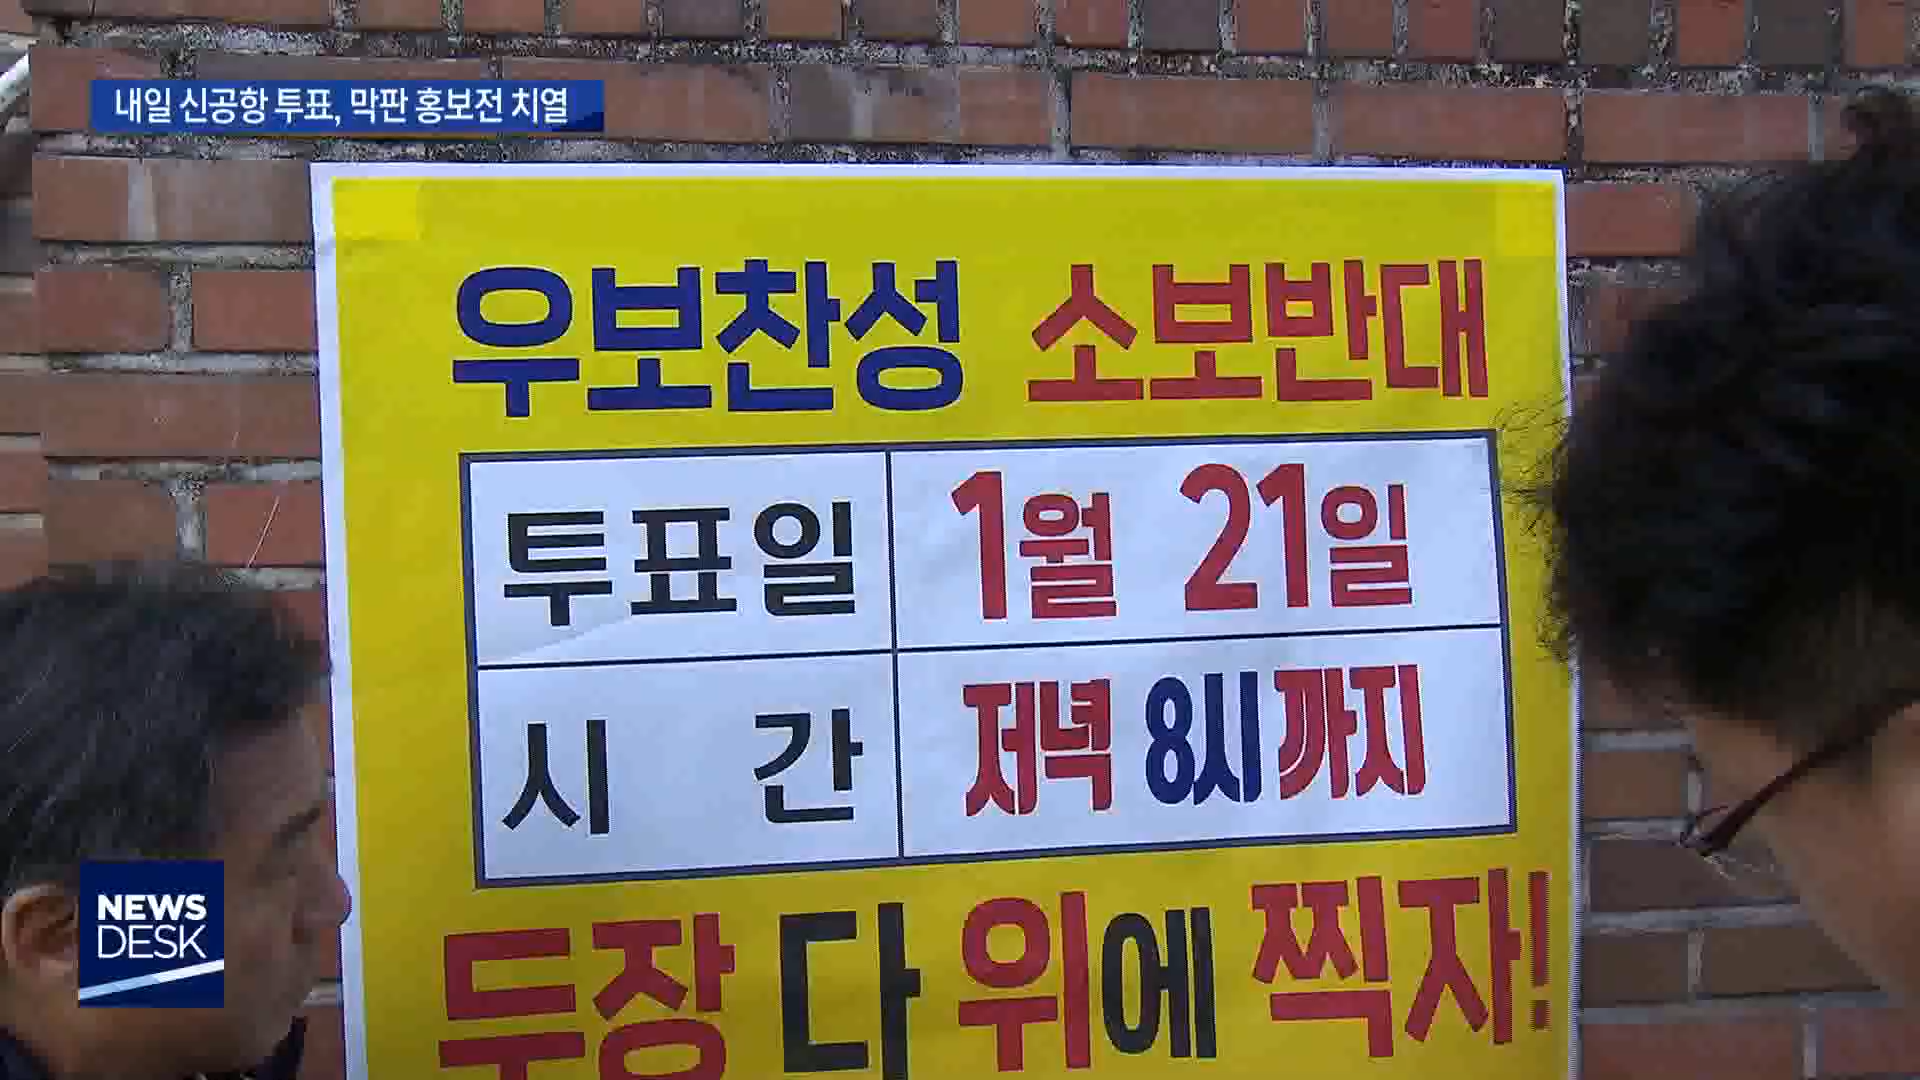 내일 신공항 투표, 막판 홍보전 치열
우보찬성 소보반대
투표일 1월 21일
시 간 저녁 8시까지
두장 다 위에 찍자!
NEWS
DESK